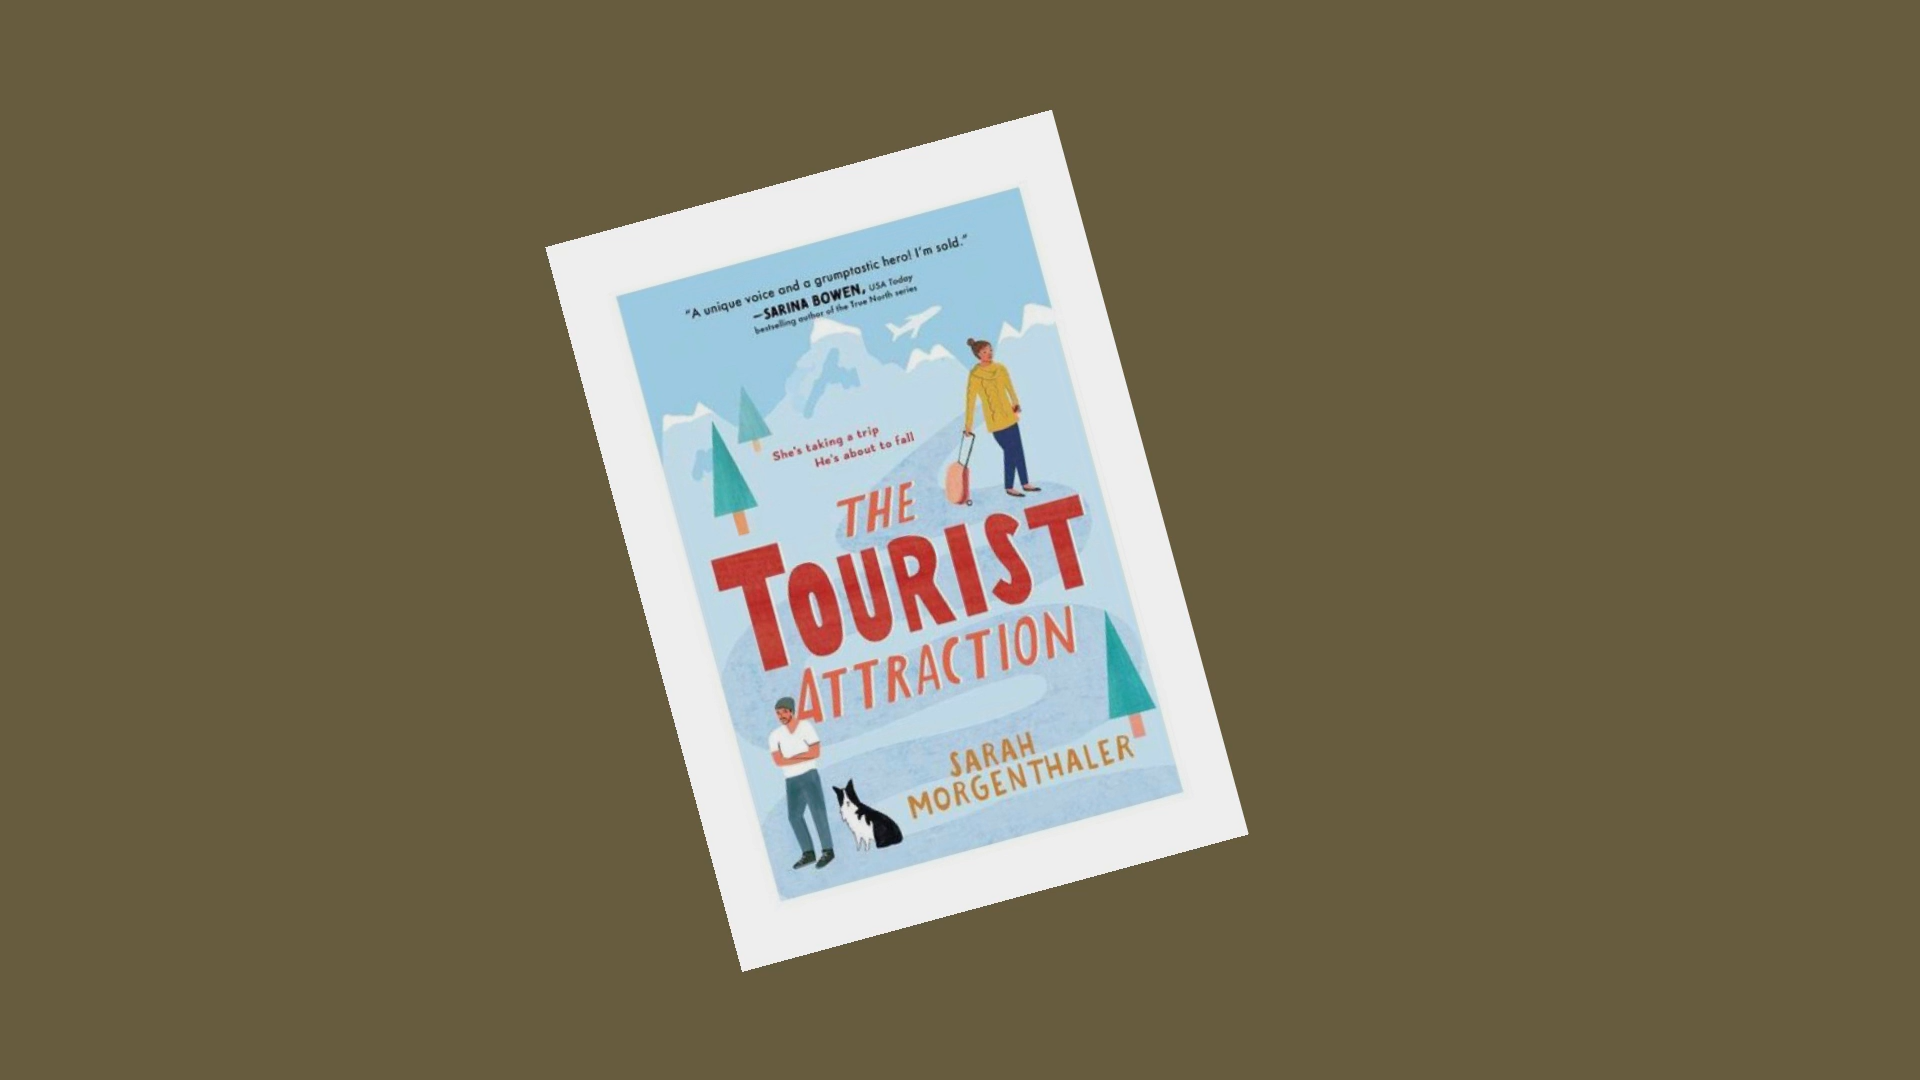 "A unique voice and a grumptastic hero! I'm sold."
—SARINA BOWEN, USA Today
bestselling author of the True North series
She's taking a trip
He's about to fall
THE
TOURIST
ATTRACTION
SARAH
MORGENTHALER